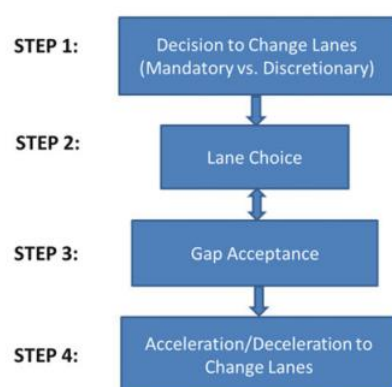 STEP 1:
Decision to Change Lanes
(Mandatory vs. Discretionary)
STEP 2:
Lane Choice
STEP 3:
Gap Acceptance
STEP 4:
Acceleration/Deceleration to
Change Lanes